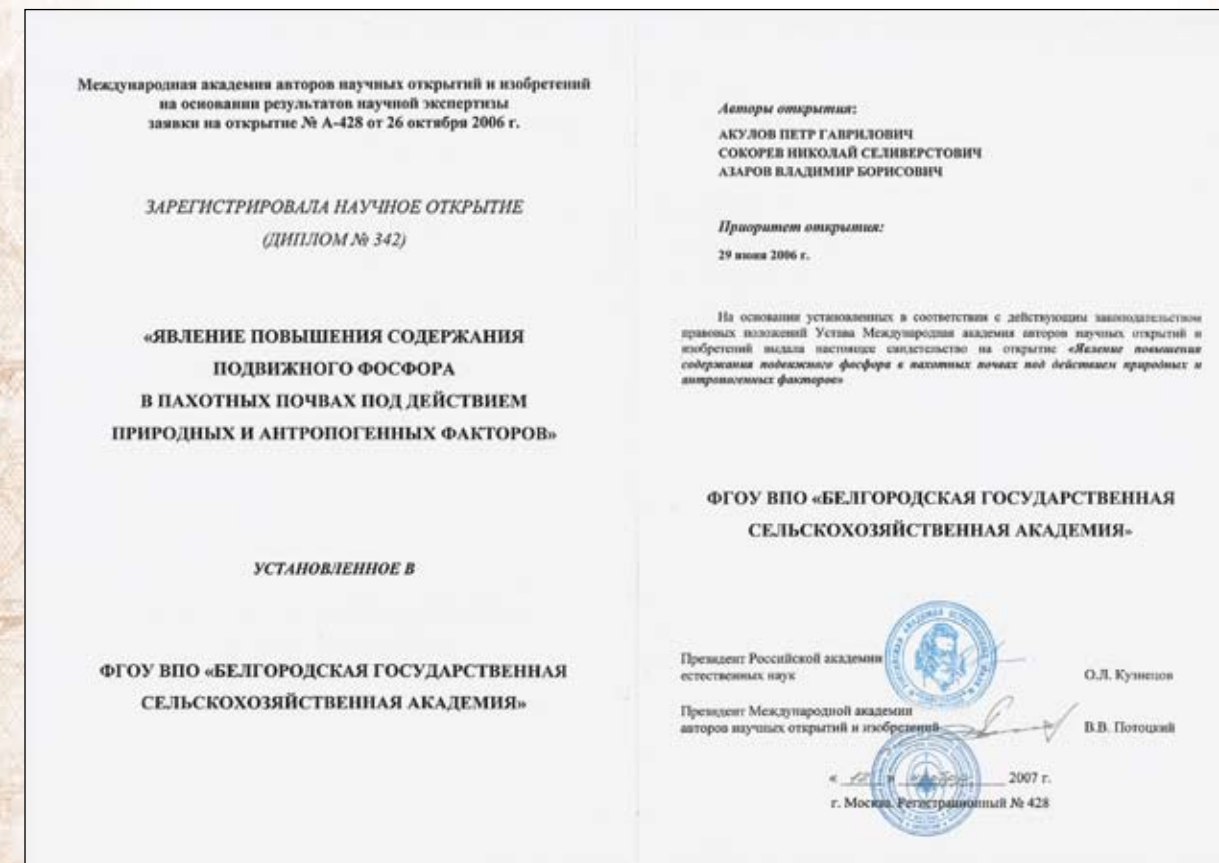 Международная академия авторов научных открытий и изобретений
на основании результатов научной экспертизы
заявки на открытие № А-428 от 26 октября 2006 г.
ЗАРЕГИСТРИРОВАЛА НАУЧНОЕ ОТКРЫТИЕ
(ДИПЛОМ № 342)
«ЯВЛЕНИЕ ПОВЫШЕНИЯ СОДЕРЖАНИЯ
ПОДВИЖНОГО ФОСФОРА
В ПАХОТНЫХ ПОЧВАХ ПОД ДЕЙСТВИЕМ
ПРИРОДНЫХ И АНТРОПОГЕННЫХ ФАКТОРОВ»
УСТАНОВЛЕННОЕ В
ФГОУ ВПО «БЕЛГОРОДСКАЯ ГОСУДАРСТВЕННАЯ
СЕЛЬСКОХОЗЯЙСТВЕННАЯ АКАДЕМИЯ»
Авторы открытия:
АКУЛОВ ПЕТР ГАВРИЛОВИЧ
СОКОРЕВ НИКОЛАЙ СЕЛИВЕРСТОВИЧ
АЗАРОВ ВЛАДИМИР БОРИСОВИЧ
Приоритет открытия:
29 июня 2006 г.
На основании установленных в соответствии с действующим законодательством
правовых положений Устава Международная академия авторов научных открытий и
изобретений выдала настоящее свидетельство на открытие «Явление повышения
содержания подвижного фосфора в пахотных почвах под действием природных и
антропогенных факторов»
ФГОУ ВПО «БЕЛГОРОДСКАЯ ГОСУДАРСТВЕННАЯ
СЕЛЬСКОХОЗЯЙСТВЕННАЯ АКАДЕМИЯ»
Президент Российской академии
естественных наук
О.Л. Кузнецов
Президент Международной академии
авторов научных открытий и изобретений
В.В. Потоцкий
« » 2007 г.
г. Москва. Регистрационный № 428